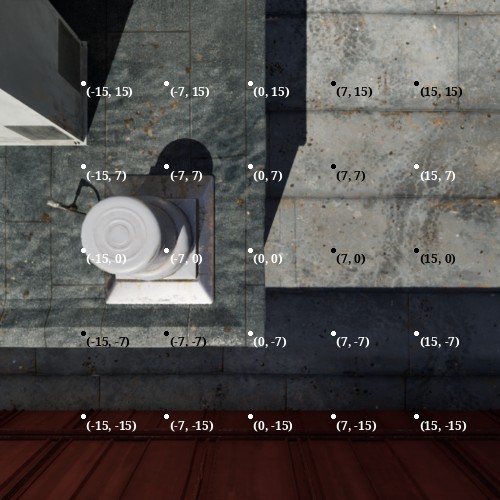 (-15, 15) (-7, 15) (0, 15) (7, 15) (15, 15)
(-15, 7) (-7, 7) (0, 7) (7, 7) (15, 7)
(-15, 0) (-7, 0) (0, 0) (7, 0) (15, 0)
(-15, -7) (-7, -7) (0, -7) (7, -7) (15, -7)
(-15, -15) (-7, -15) (0, -15) (7, -15) (15, -15)